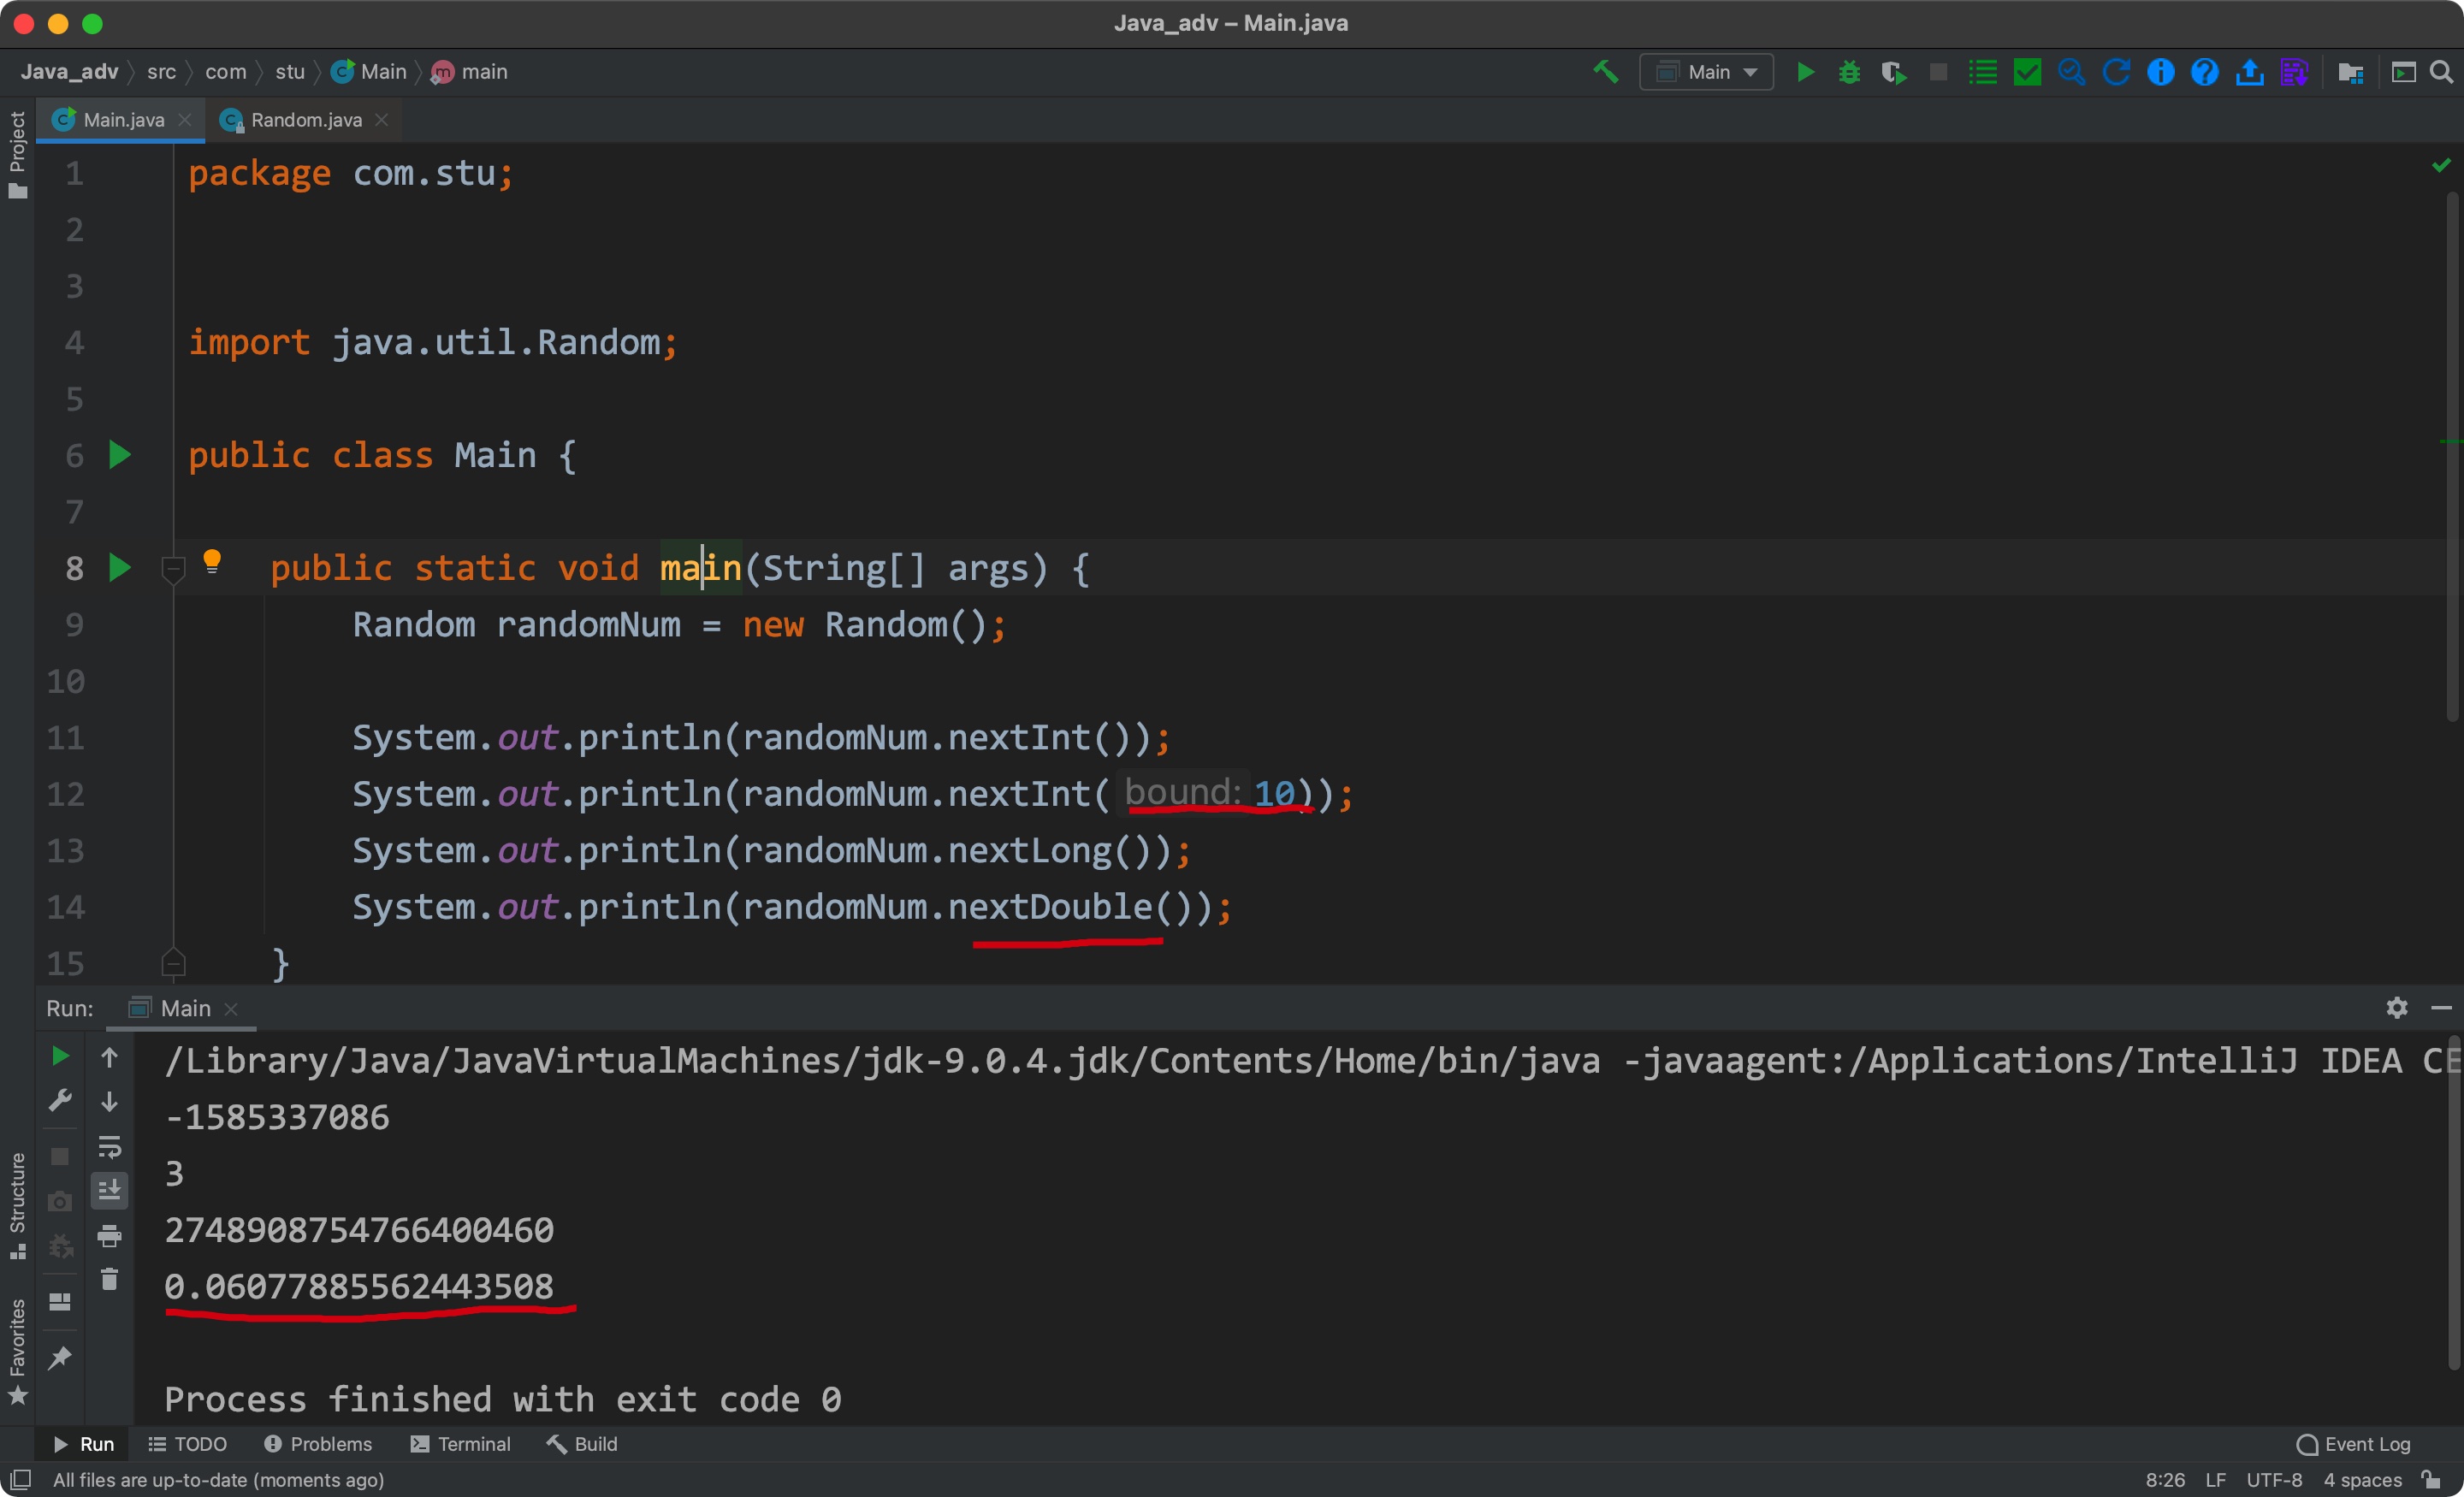 Java_adv – Main.java
Java_adv src com stu Main main
Main
Main.java Random.java
Project
1 package com.stu;
2
3
4 import java.util.Random;
5
6 public class Main {
7
8 public static void main(String[] args) {
9 Random randomNum = new Random();
10
11 System.out.println(randomNum.nextInt());
12 System.out.println(randomNum.nextInt( bound: 10));
13 System.out.println(randomNum.nextLong());
14 System.out.println(randomNum.nextDouble());
15 }
Run: Main
/Library/Java/JavaVirtualMachines/jdk-9.0.4.jdk/Contents/Home/bin/java -javaagent:/Applications/IntelliJ IDEA CE
-1585337086
3
2748908754766400460
0.06077885562443508
Process finished with exit code 0
Structure
Favorites
Run TODO Problems Terminal Build Event Log
All files are up-to-date (moments ago) 8:26 LF UTF-8 4 spaces